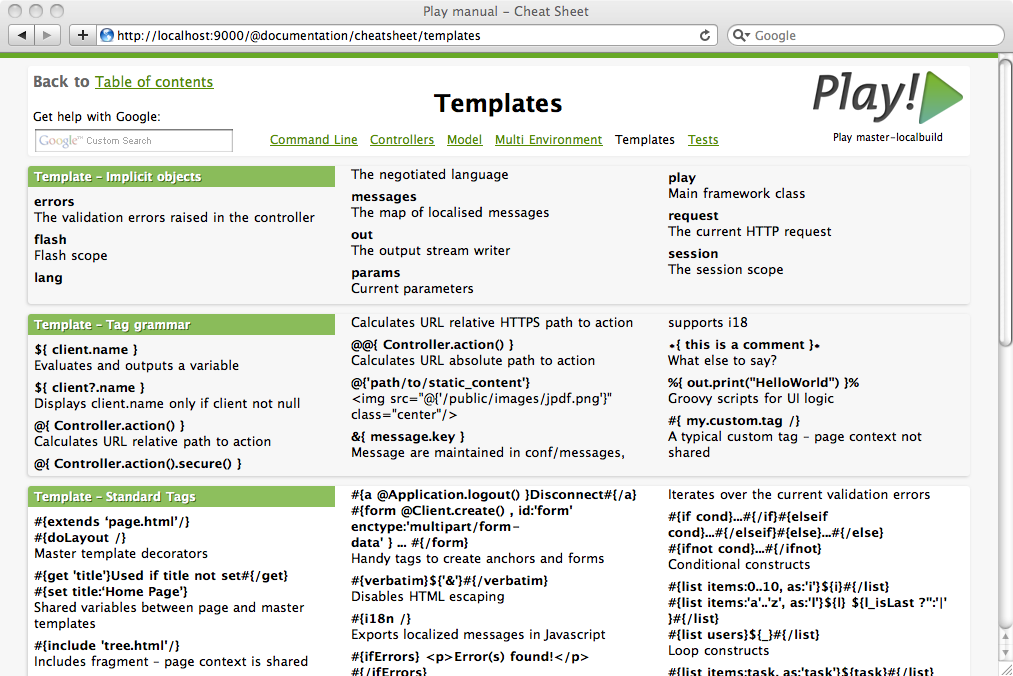 Play manual – Cheat Sheet
http://localhost:9000/@documentation/cheatsheet/templates
Google
Back to Table of contents
Get help with Google:
Google™ Custom Search
Templates
Command Line Controllers Model Multi Environment Templates Tests
Play!
Play master-localbuild
Template – Implicit objects
errors
The validation errors raised in the controller
flash
Flash scope
lang
The negotiated language
messages
The map of localised messages
out
The output stream writer
params
Current parameters
play
Main framework class
request
The current HTTP request
session
The session scope
Template – Tag grammar
${ client.name }
Evaluates and outputs a variable
${ client?.name }
Displays client.name only if client not null
@{ Controller.action() }
Calculates URL relative path to action
@{ Controller.action().secure() }
Calculates URL relative HTTPS path to action
@@{ Controller.action() }
Calculates URL absolute path to action
@{'path/to/static_content'}
<img src="@{'/public/images/jpdf.png'}"
class="center"/>
&{ message.key }
Message are maintained in conf/messages,
supports i18
*{ this is a comment }*
What else to say?
%{ out.print("HelloWorld") }%
Groovy scripts for UI logic
#{ my.custom.tag /}
A typical custom tag – page context not
shared
Template – Standard Tags
#{extends ‘page.html’/}
#{doLayout /}
Master template decorators
#{get ‘title’}Used if title not set#{/get}
#{set title:‘Home Page’}
Shared variables between page and master
templates
#{include ‘tree.html’/}
Includes fragment – page context is shared
#{a @Application.logout() }Disconnect#{/a}
#{form @Client.create() , id:‘form’
enctype:‘multipart/form–
data’ } ... #{/form}
Handy tags to create anchors and forms
#{verbatim}${‘&’}#{/verbatim}
Disables HTML escaping
#{i18n /}
Exports localized messages in Javascript
#{ifErrors} <p>Error(s) found!</p>
#{/ifErrors}
Iterates over the current validation errors
#{if cond}...#{/if}#{elseif
cond}...#{/elseif}#{else}...#{/else}
#{ifnot cond}...#{/ifnot}
Conditional constructs
#{list items:0..10, as:‘i’}${i}#{/list}
#{list items:‘a’..’z’, as:‘l’}${l} ${l_isLast ?’’:‘|’
}#{/list}
#{list users}${_}#{/list}
Loop constructs
#{list items:task, as:‘task’}${task}#{/list}